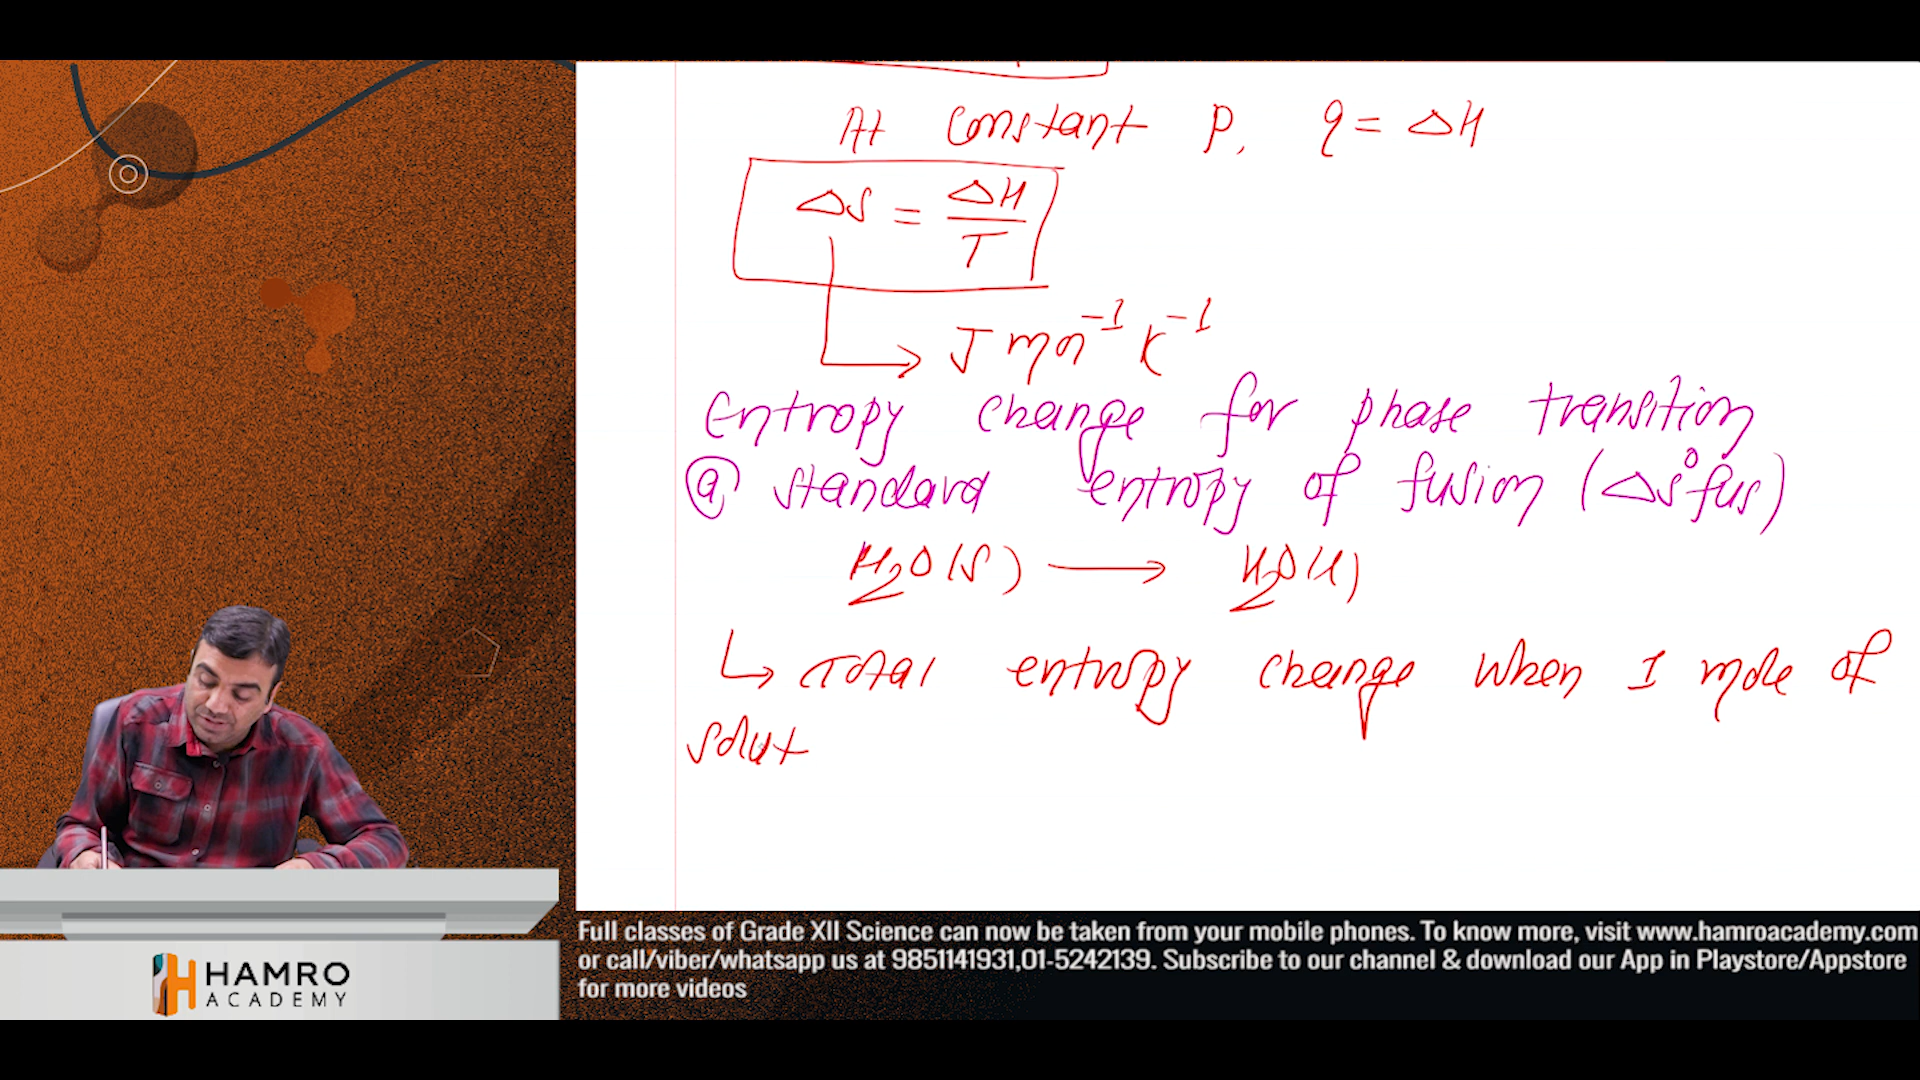 At constant P, q = ΔH
ΔS = ΔH/T
J mol⁻¹ K⁻¹
Entropy change for phase transition
ⓐ standard entropy of fusion (ΔS°fus)
H₂O(s) → H₂O(l)
↳ Total entropy change when 1 mole of
solut
Full classes of Grade XII Science can now be taken from your mobile phones. To know more, visit www.hamroacademy.com
or call/viber/whatsapp us at 9851141931,01-5242139. Subscribe to our channel & download our App in Playstore/Appstore
for more videos
HAMRO
ACADEMY